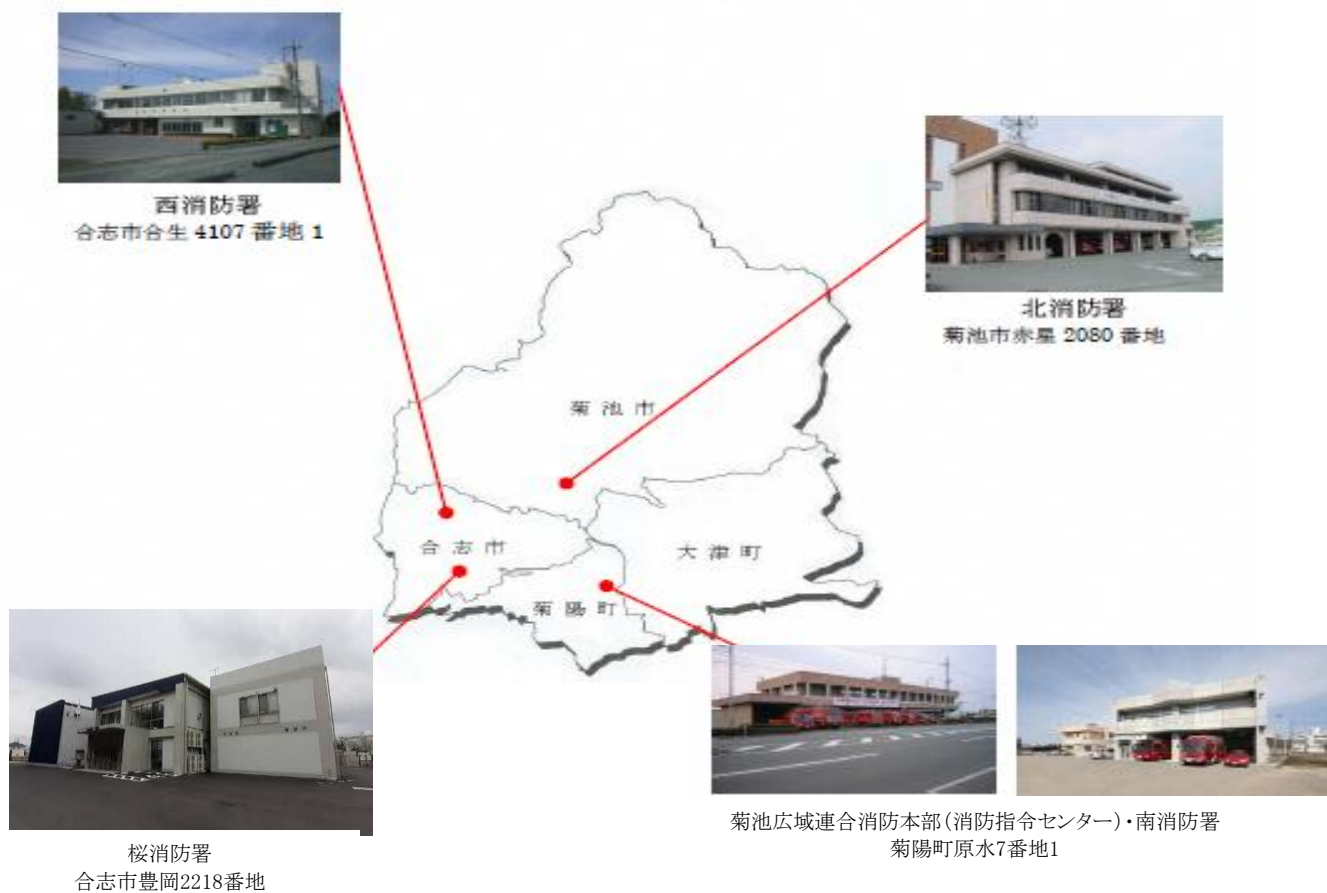 西消防署
合志市合生 4107 番地 1
北消防署
菊池市赤星 2080 番地
菊 池 市
合 志 市
大 津 町
菊 陽 町
桜消防署
合志市豊岡2218番地
菊池広域連合消防本部(消防指令センター)・南消防署
菊陽町原水7番地1